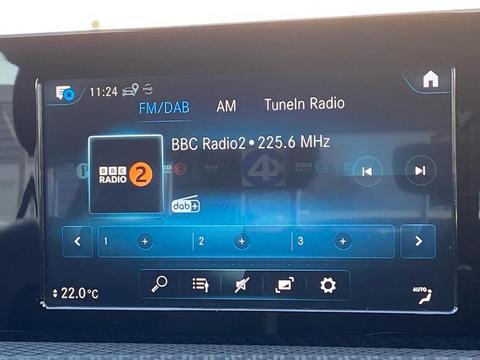 11:24
FM/DAB AM TuneIn Radio
BBC Radio2 • 225.6 MHz
BBC
RADIO 2
4
dab+
1 + 2 + 3 +
22.0°C
AUTO